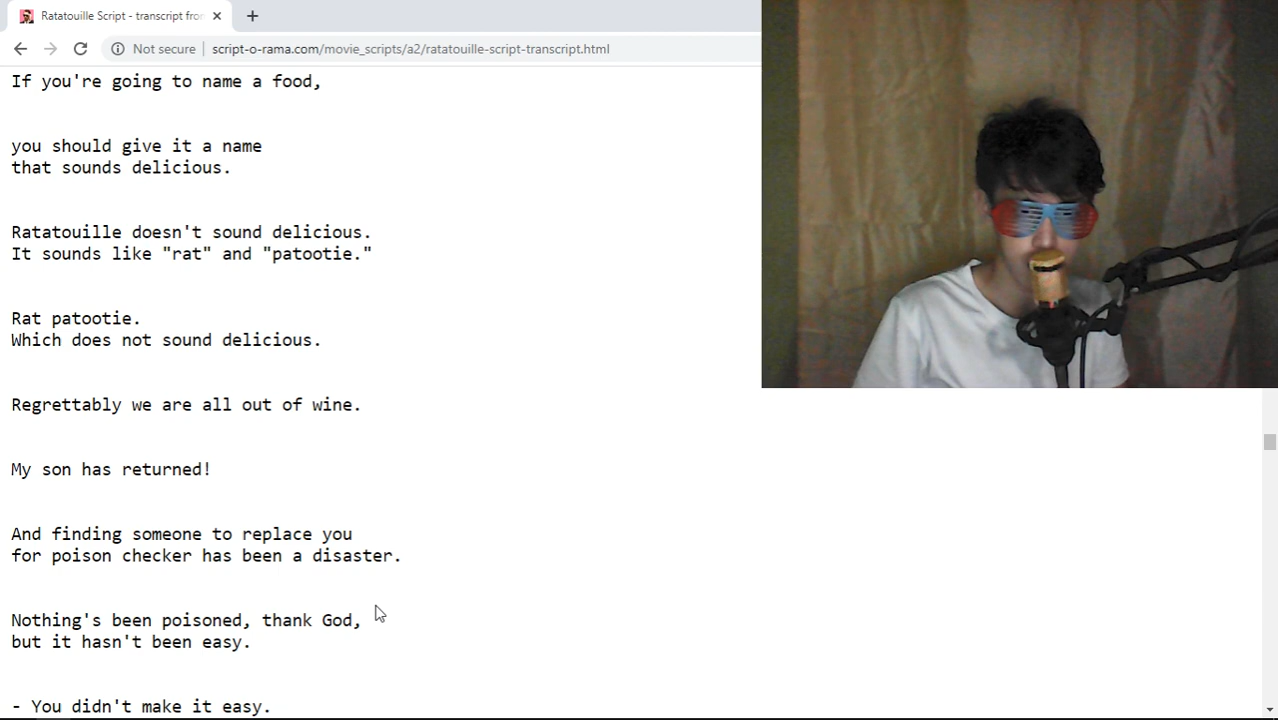 Ratatouille Script - transcript fro
Not secure
script-o-rama.com/movie_scripts/a2/ratatouille-script-transcript.html
If you're going to name a food,
you should give it a name
that sounds delicious.
Ratatouille doesn't sound delicious.
It sounds like "rat" and "patootie."
Rat patootie.
Which does not sound delicious.
Regrettably we are all out of wine.
My son has returned!
And finding someone to replace you
for poison checker has been a disaster.
Nothing's been poisoned, thank God,
but it hasn't been easy.
- You didn't make it easy.